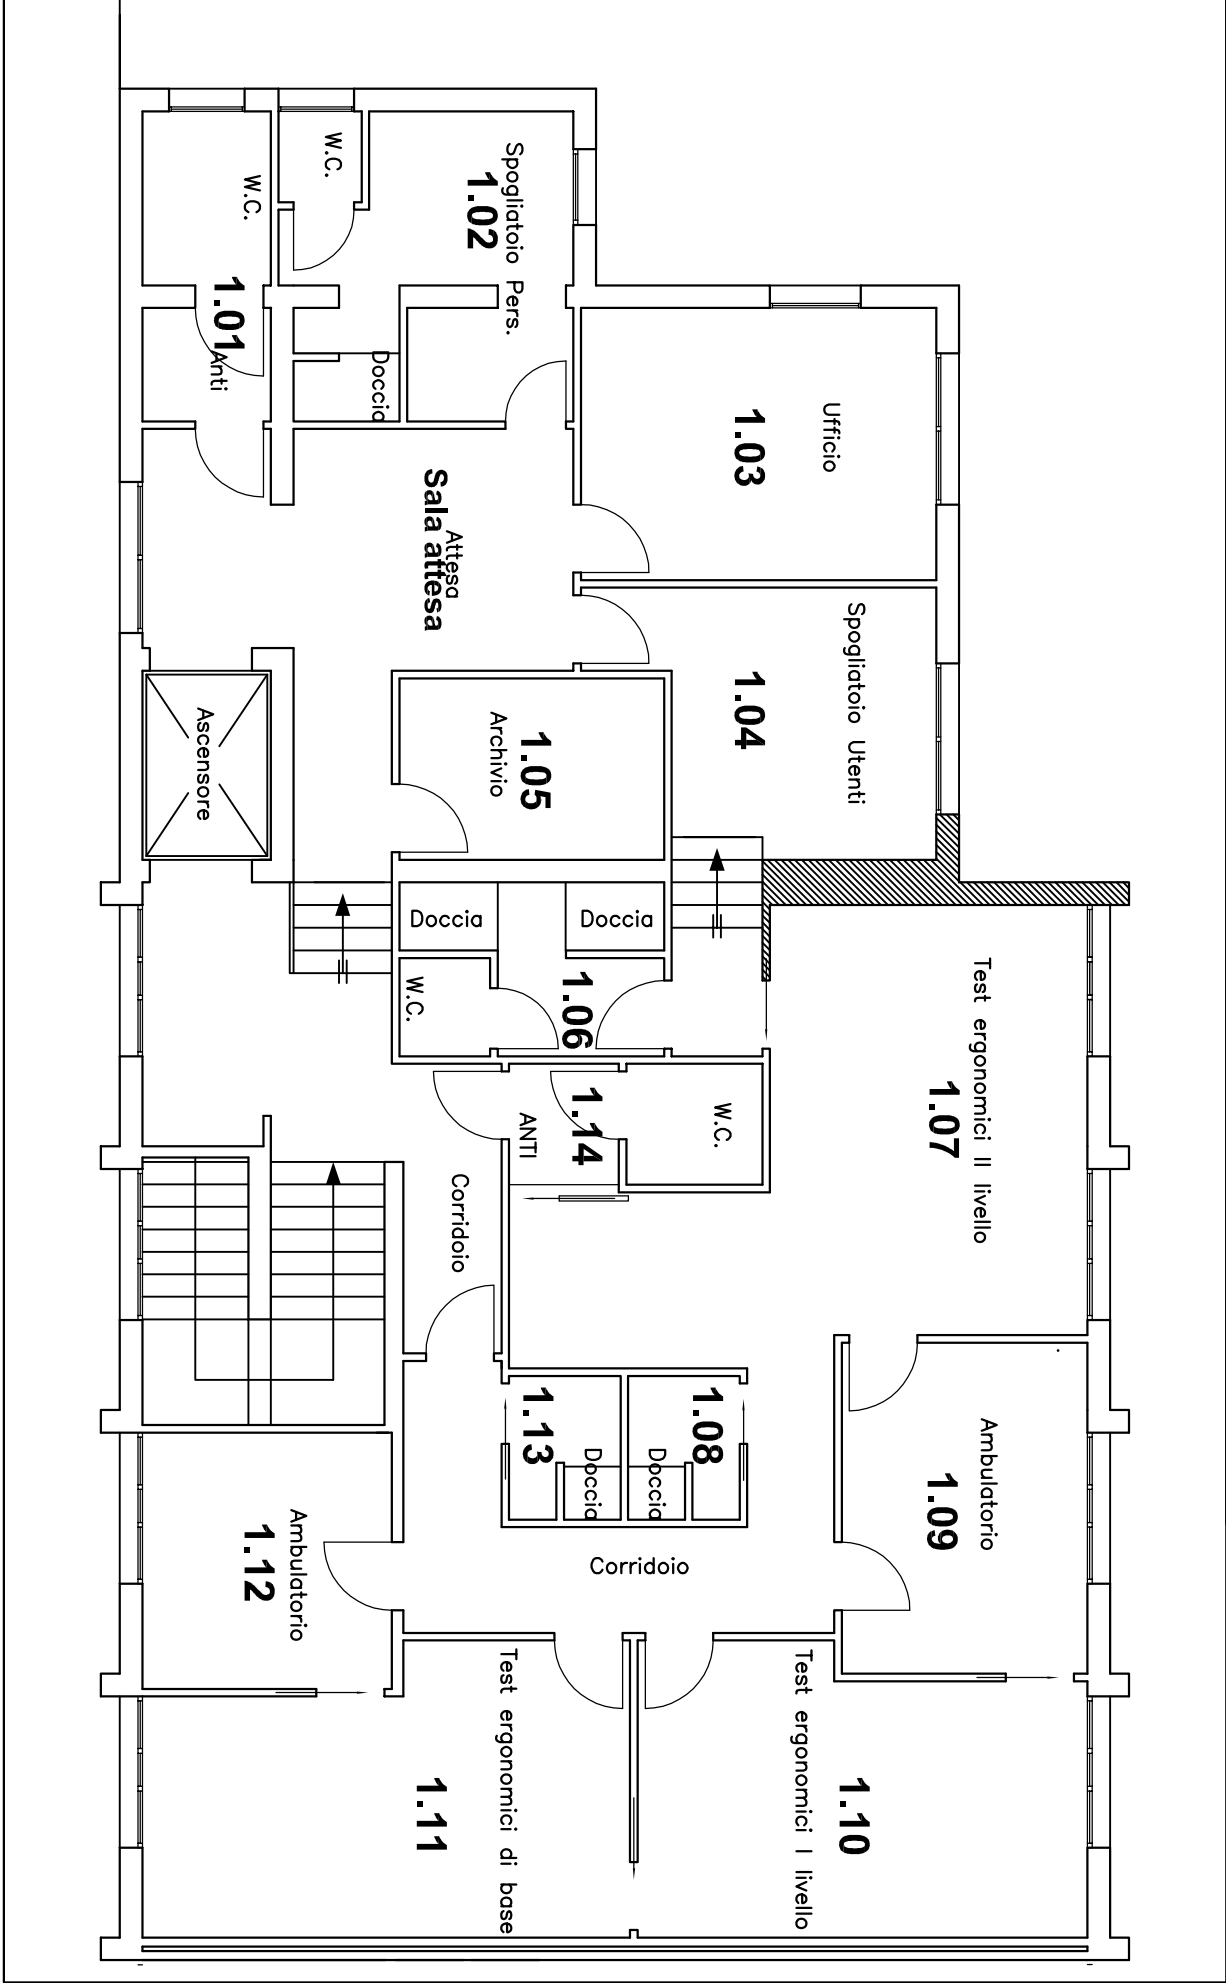 W.C.
W.C.
Spogliatoio Pers.
1.02
1.01
Anti
Doccia
Ufficio
1.03
Attesa
Sala attesa
Spogliatoio Utenti
1.04
1.05
Archivio
Ascensore
Doccia
Doccia
W.C.
1.06
Test ergonomici II livello
1.07
W.C.
1.14
ANTI
Corridoio
1.13
Doccia
1.08
Doccia
Ambulatorio
1.09
Corridoio
Ambulatorio
1.12
Test ergonomici di base
1.11
Test ergonomici I livello
1.10